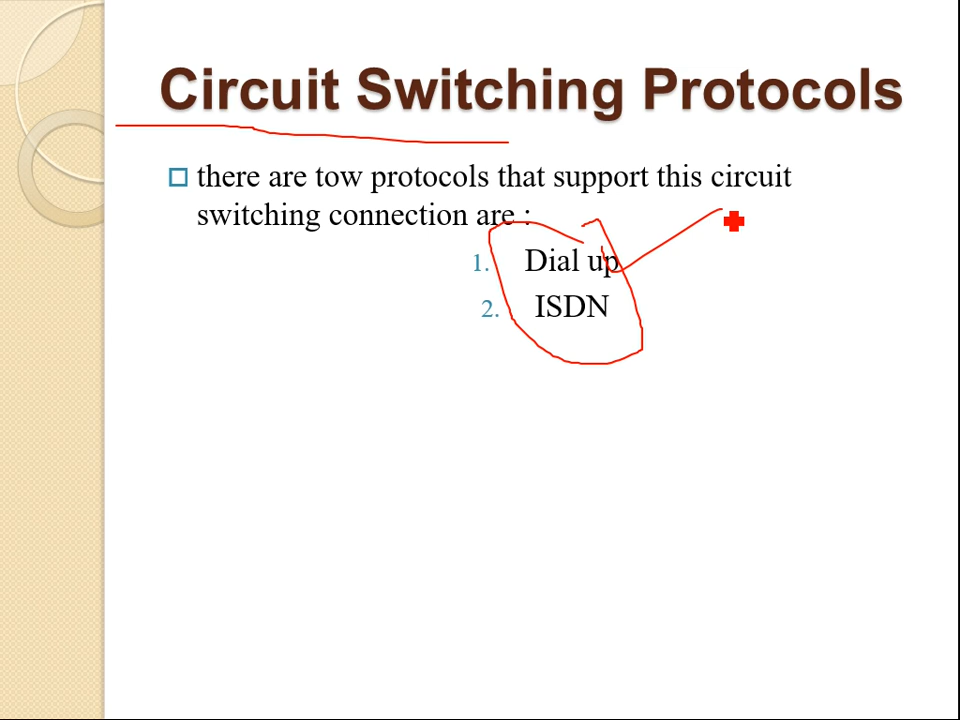 Circuit Switching Protocols
there are tow protocols that support this circuit
switching connection are :
1. Dial up
2. ISDN